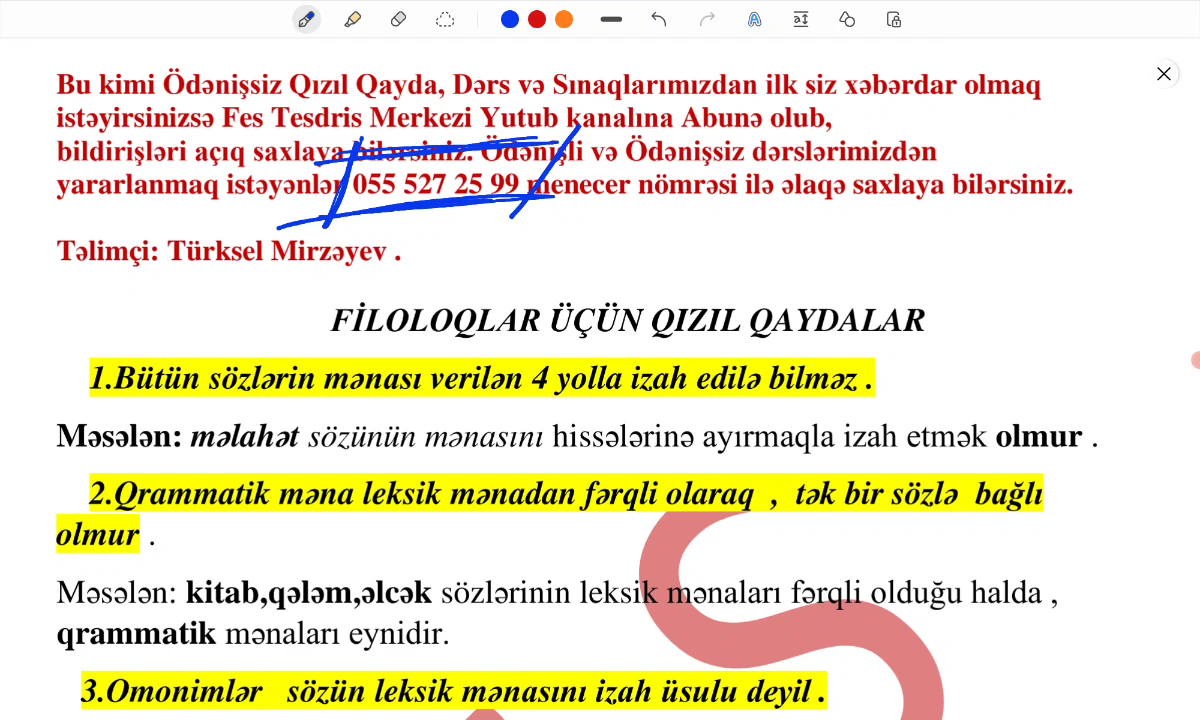 Bu kimi Ödənişsiz Qızıl Qayda, Dərs və Sınaqlarımızdan ilk siz xəbərdar olmaq
istəyirsinizsə Fes Tesdris Merkezi Yutub kanalına Abunə olub,
bildirişləri açıq saxlaya bilərsiniz. Ödənişli və Ödənişsiz dərslərimizdən
yararlanmaq istəyənlər 055 527 25 99 menecer nömrəsi ilə əlaqə saxlaya bilərsiniz.
Təlimçi: Türksel Mirzəyev .
FİLOLOQLAR ÜÇÜN QIZIL QAYDALAR
1.Bütün sözlərin mənası verilən 4 yolla izah edilə bilməz .
Məsələn: məlahət sözünün mənasını hissələrinə ayırmaqla izah etmək olmur .
2.Qrammatik məna leksik mənadan fərqli olaraq , tək bir sözlə bağlı
olmur .
Məsələn: kitab,qələm,əlcək sözlərinin leksik mənaları fərqli olduğu halda ,
qrammatik mənaları eynidir.
3.Omonimlər sözün leksik mənasını izah üsulu deyil .